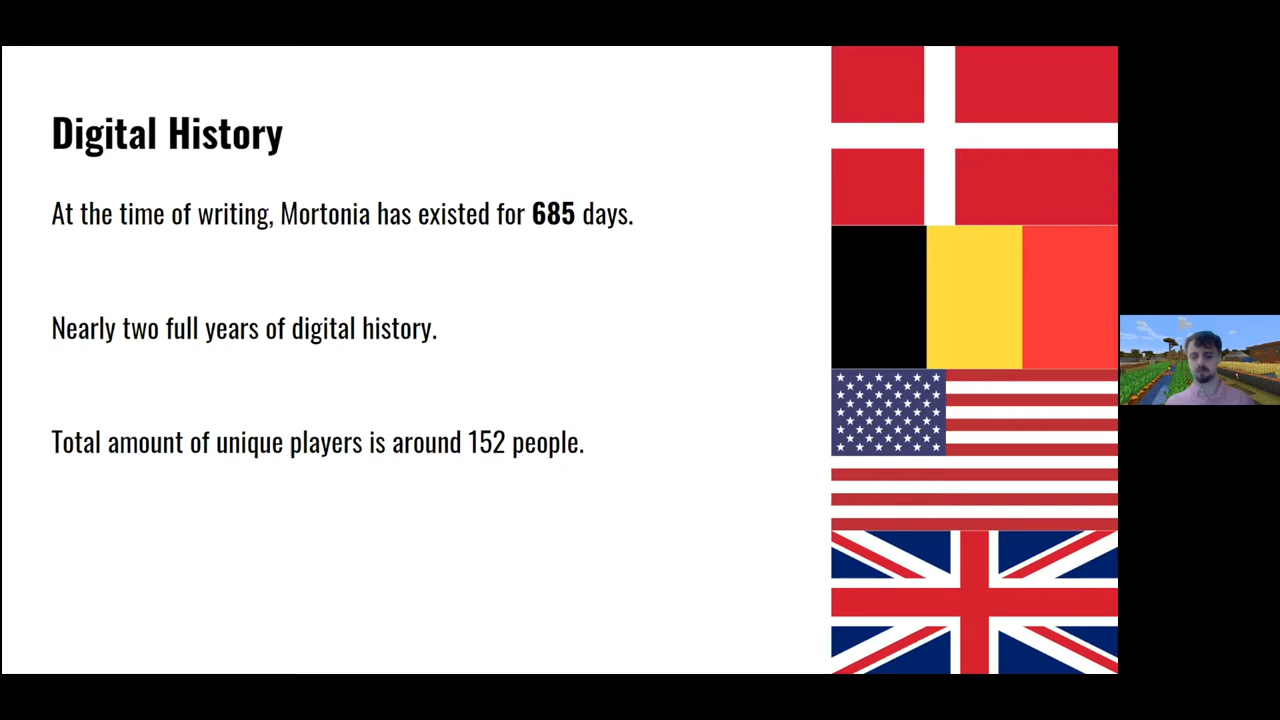 Digital History
At the time of writing, Mortonia has existed for 685 days.
Nearly two full years of digital history.
Total amount of unique players is around 152 people.